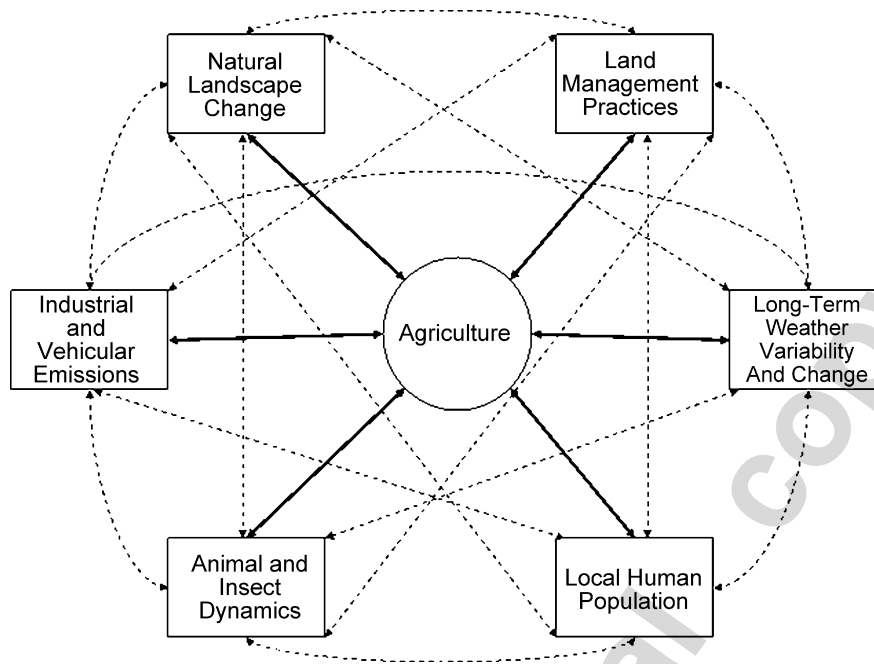 Natural
Landscape
Change
Land
Management
Practices
Industrial
and
Vehicular
Emissions
Agriculture
Long-Term
Weather
Variability
And Change
Animal and
Insect
Dynamics
Local Human
Population